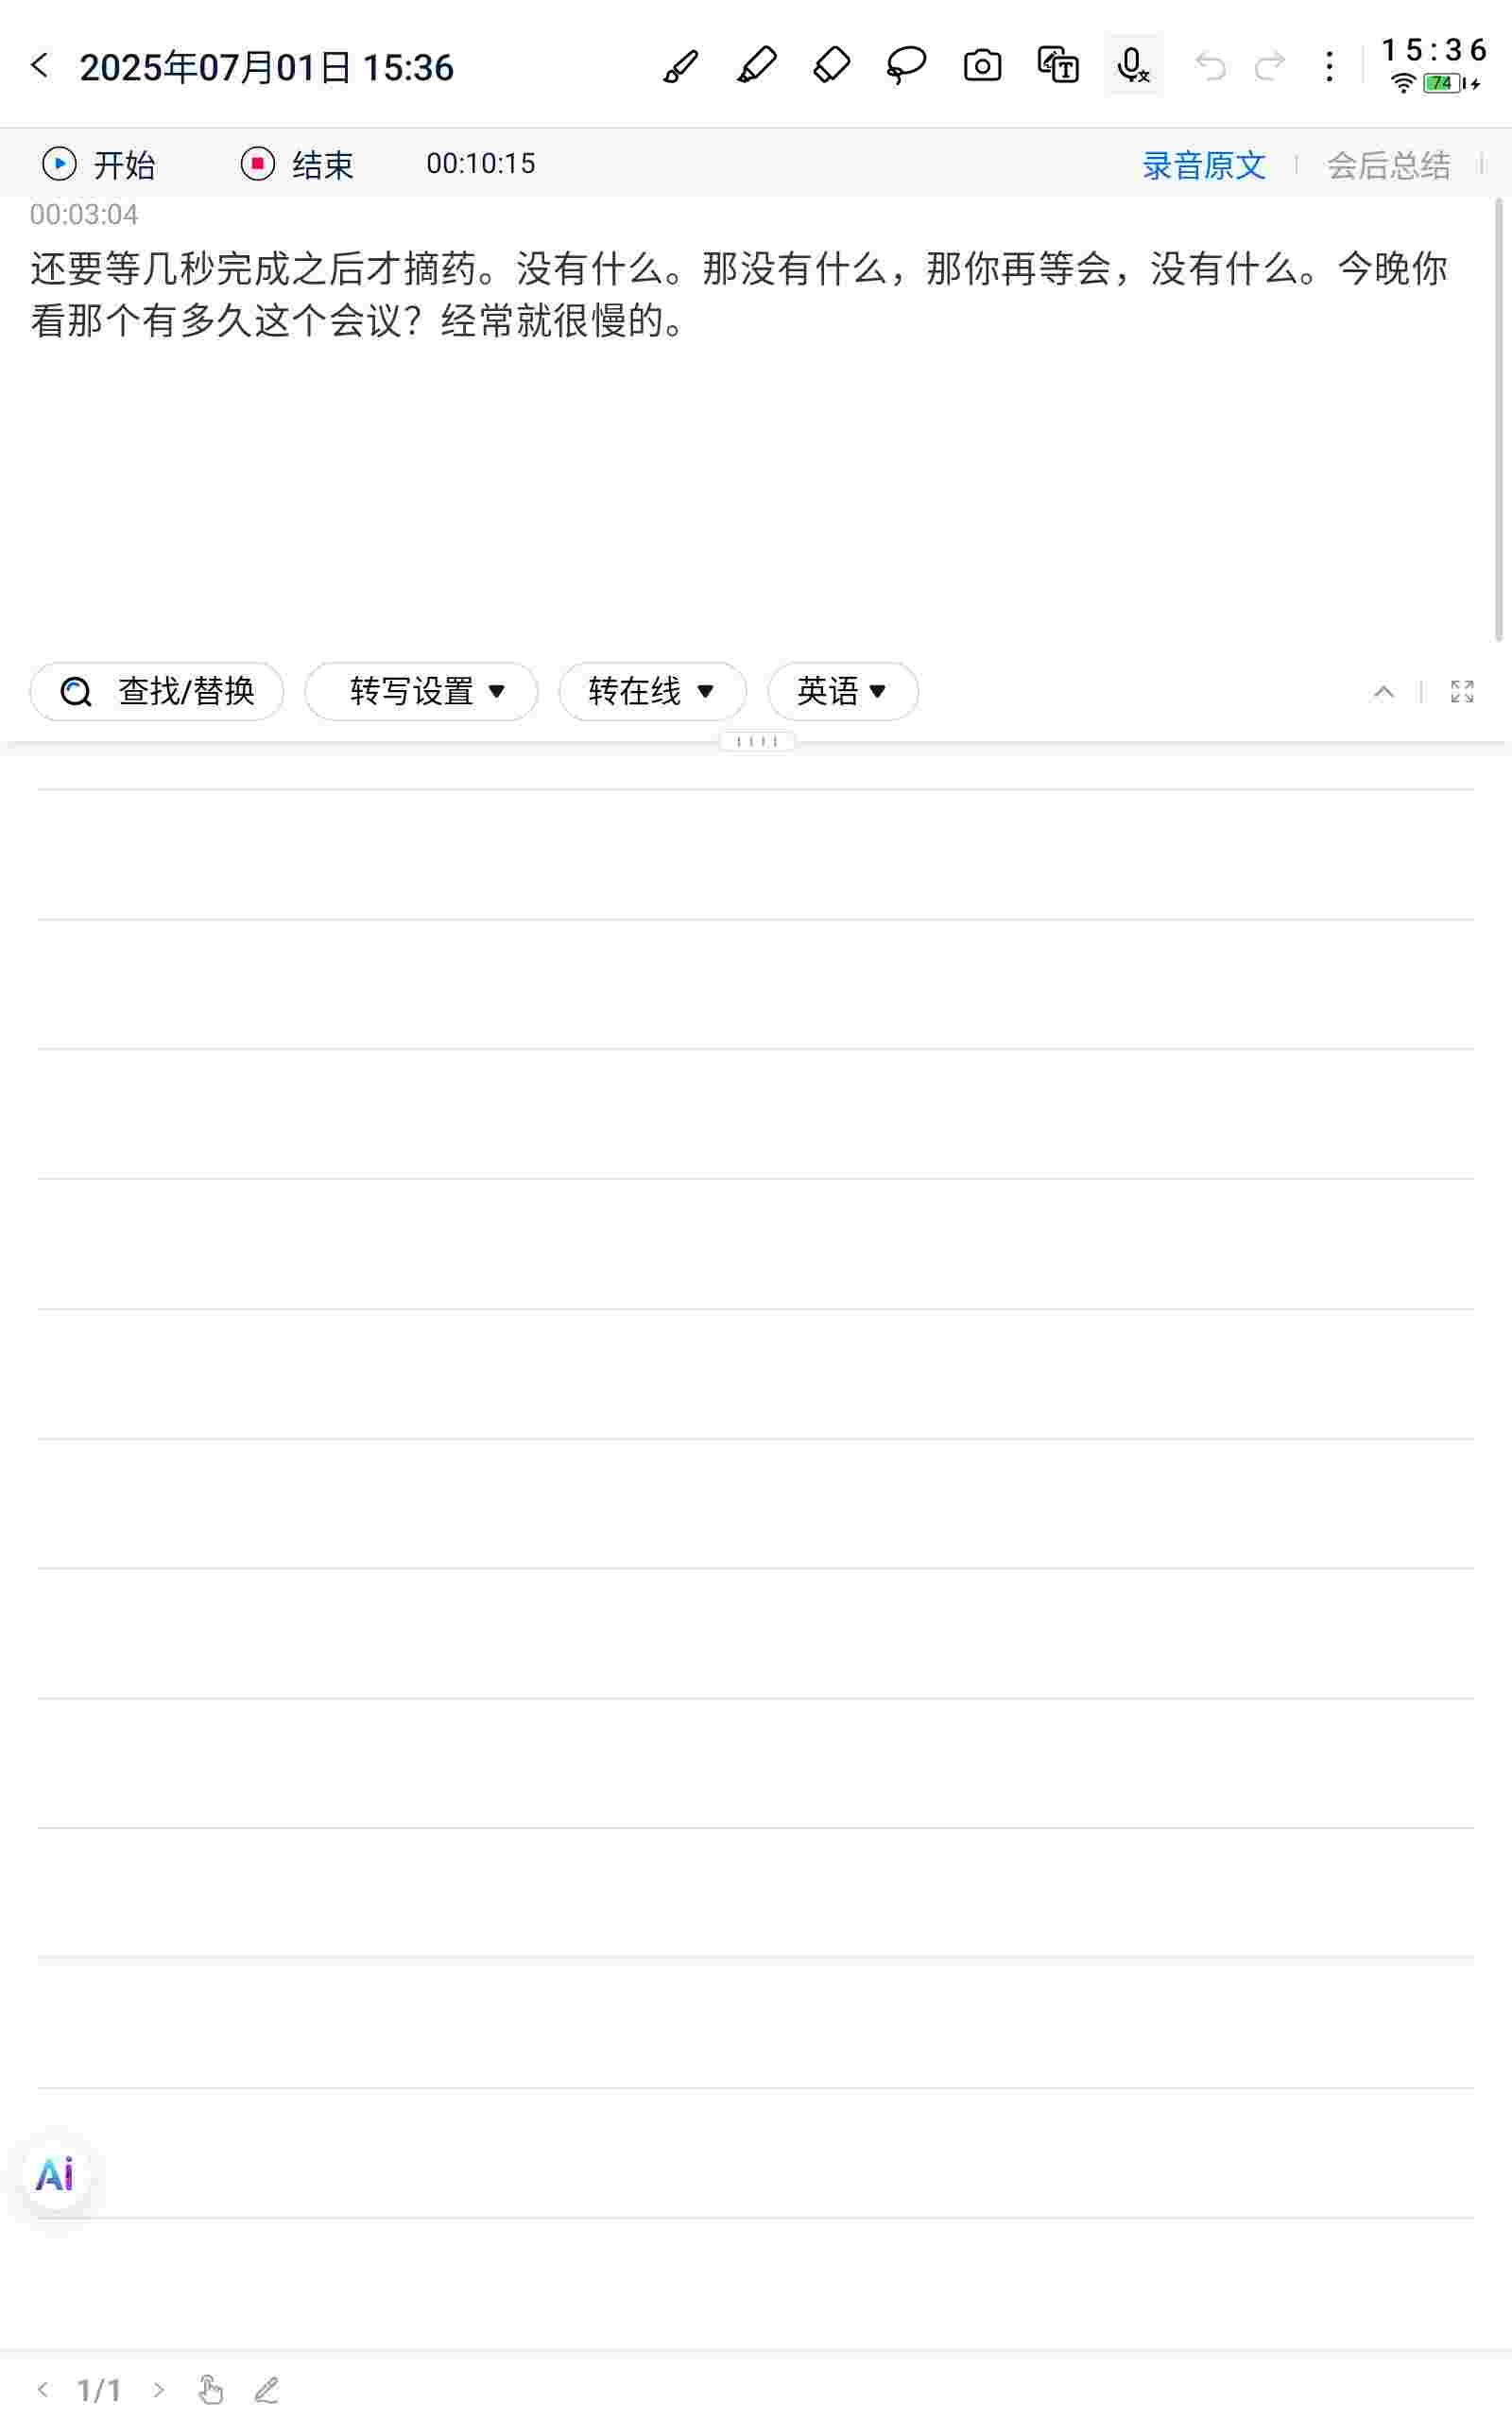 2025年07月01日 15:36
15:36
74
开始 结束 00:10:15 录音原文 会后总结
00:03:04
还要等几秒完成之后才摘药。没有什么。那没有什么，那你再等会，没有什么。今晚你
看那个有多久这个会议？经常就很慢的。
查找/替换 转写设置 转在线 英语
Ai
1/1